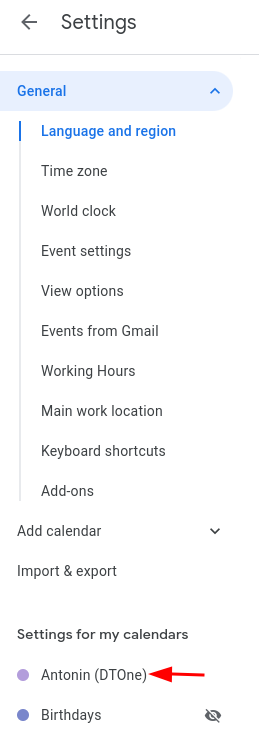 Settings
General
Language and region
Time zone
World clock
Event settings
View options
Events from Gmail
Working Hours
Main work location
Keyboard shortcuts
Add-ons
Add calendar
Import & export
Settings for my calendars
Antonin (DTOne)
Birthdays